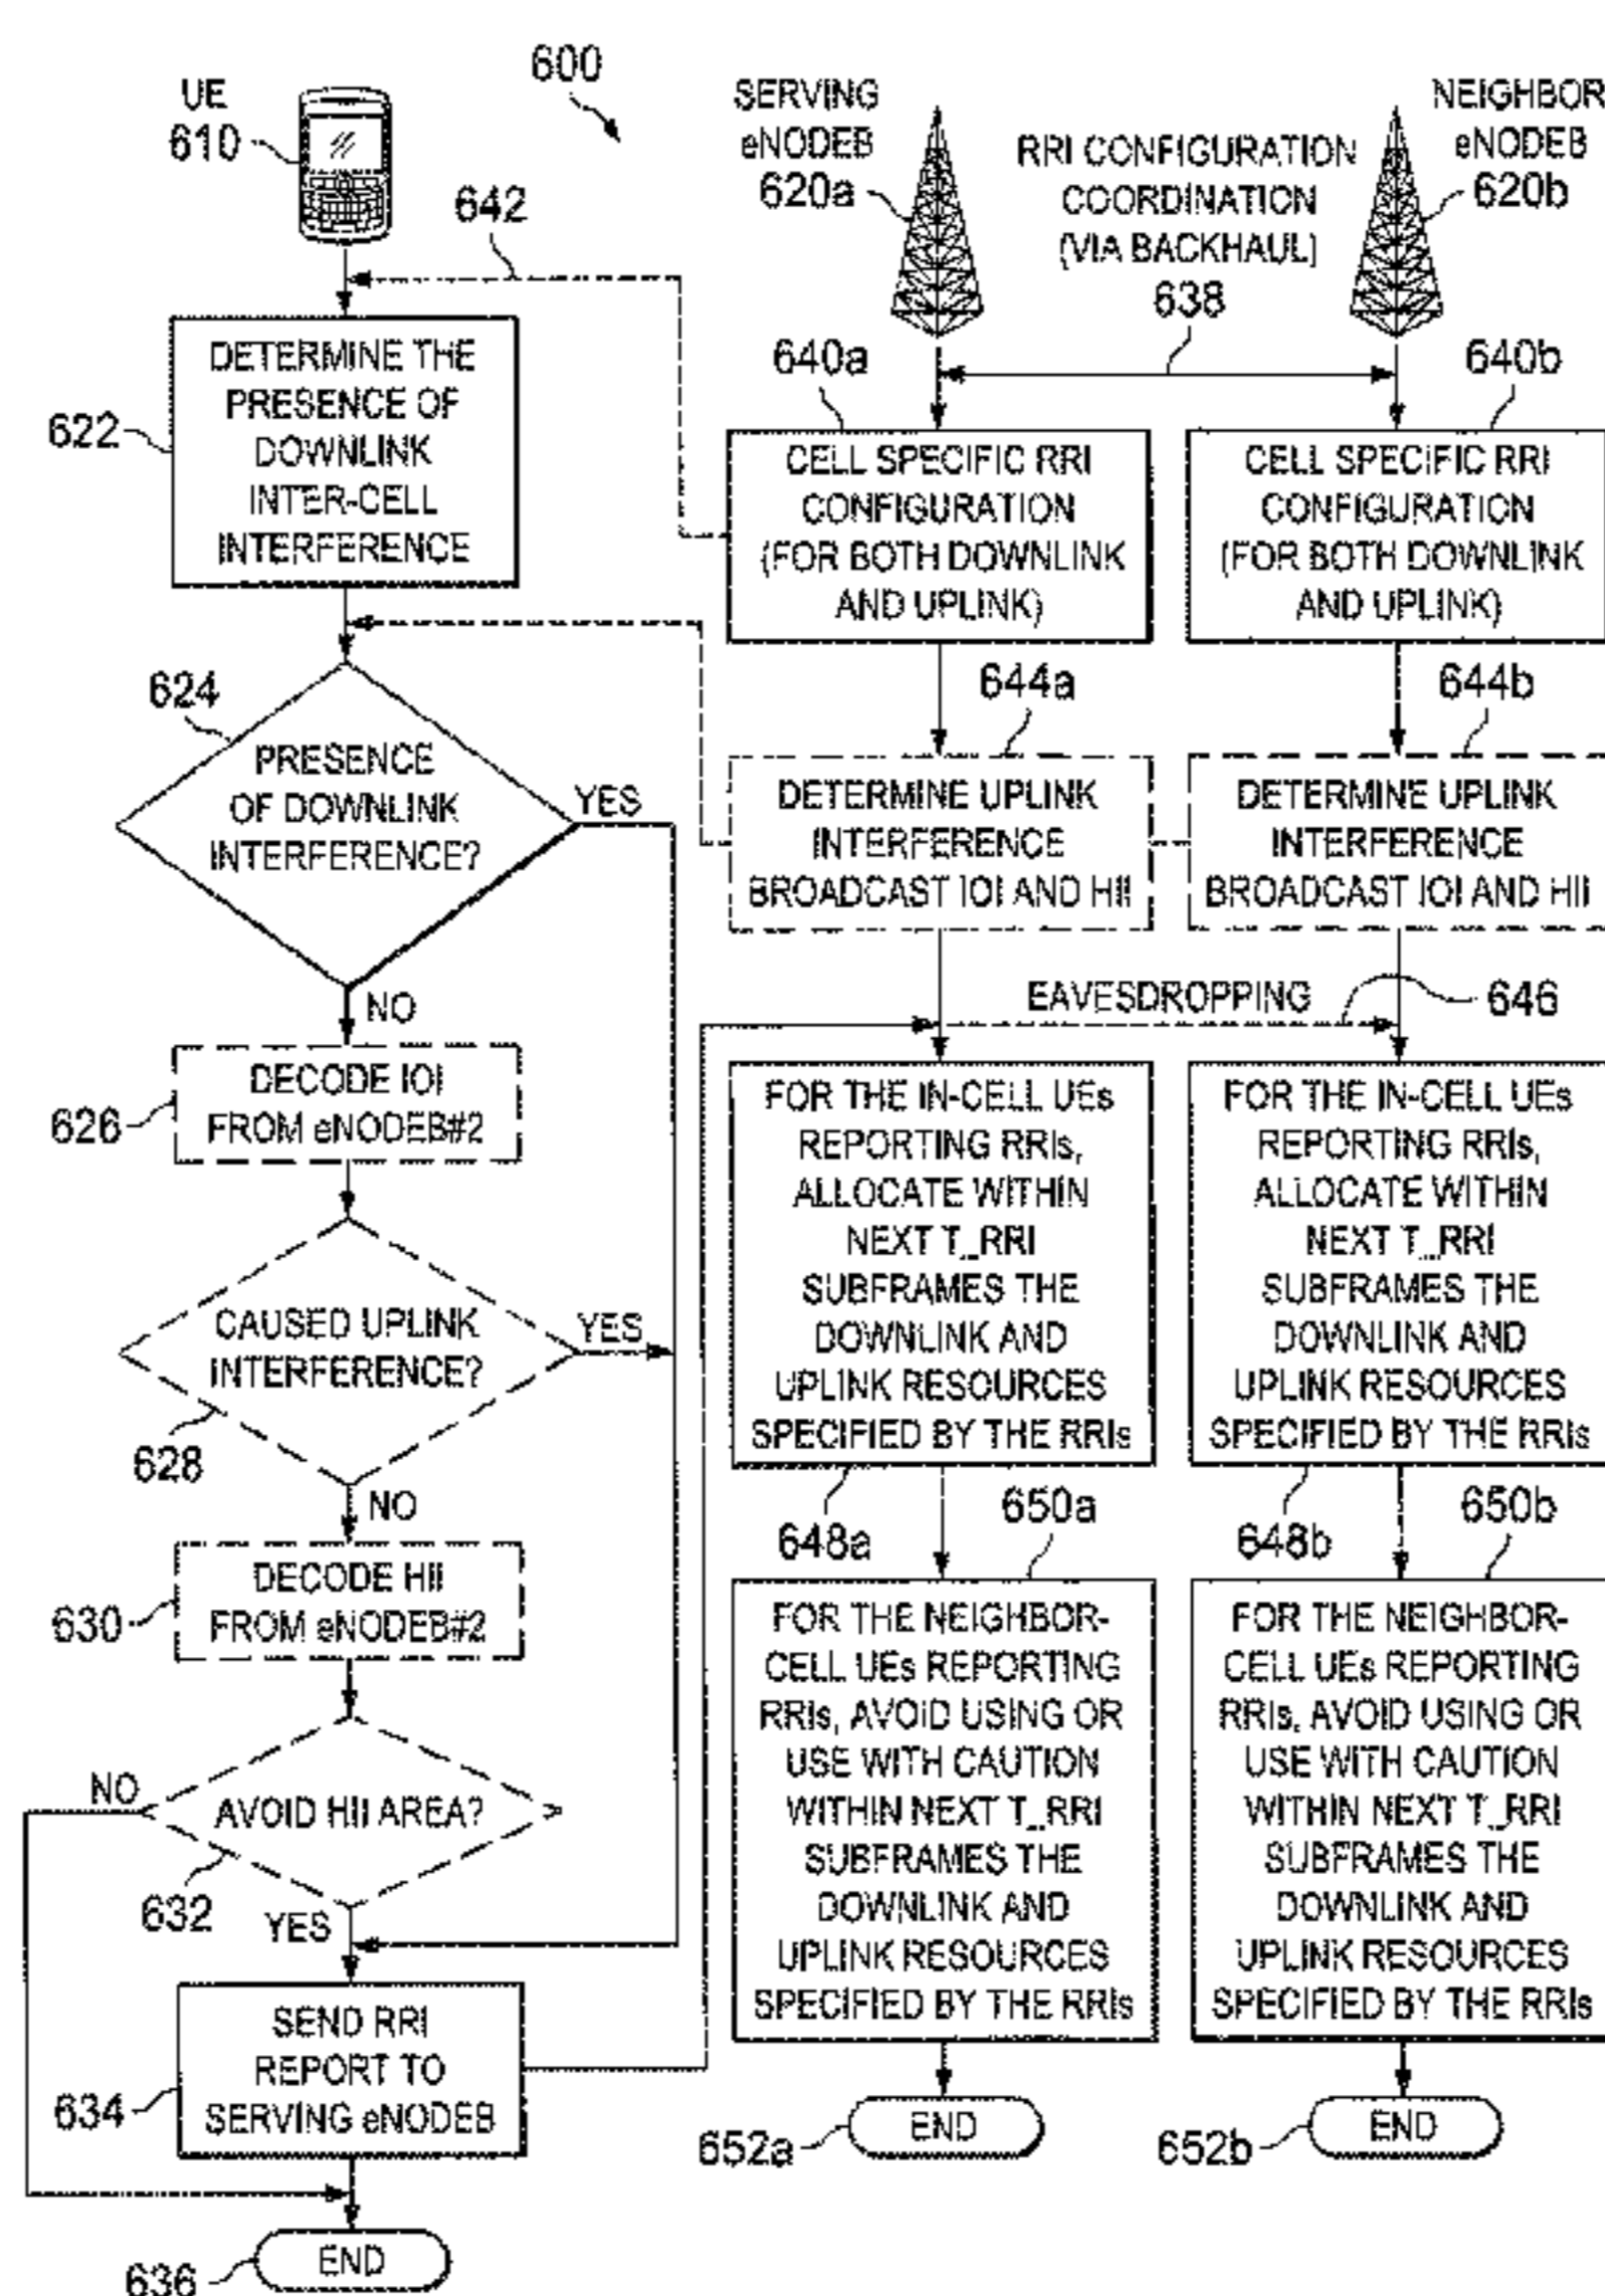 600
UE
610
SERVING
eNODEB
620a
RRI CONFIGURATION
COORDINATION
(VIA BACKHAUL)
638
NEIGHBOR
eNODEB
620b
642
622
DETERMINE THE
PRESENCE OF
DOWNLINK
INTER-CELL
INTERFERENCE
624
PRESENCE
OF DOWNLINK
INTERFERENCE?
YES
NO
626
DECODE IOI
FROM eNODEB#2
CAUSED UPLINK
INTERFERENCE?
YES
628
NO
630
DECODE HII
FROM eNODEB#2
NO
AVOID HII AREA?
632
YES
634
SEND RRI
REPORT TO
SERVING eNODEB
636
END
640a
CELL SPECIFIC RRI
CONFIGURATION
(FOR BOTH DOWNLINK
AND UPLINK)
644a
DETERMINE UPLINK
INTERFERENCE
BROADCAST IOI AND HII
EAVESDROPPING
646
FOR THE IN-CELL UEs
REPORTING RRIs,
ALLOCATE WITHIN
NEXT T_RRI
SUBFRAMES THE
DOWNLINK AND
UPLINK RESOURCES
SPECIFIED BY THE RRIs
648a
650a
FOR THE NEIGHBOR-
CELL UEs REPORTING
RRIs, AVOID USING OR
USE WITH CAUTION
WITHIN NEXT T_RRI
SUBFRAMES THE
DOWNLINK AND
UPLINK RESOURCES
SPECIFIED BY THE RRIs
652a
END
640b
CELL SPECIFIC RRI
CONFIGURATION
(FOR BOTH DOWNLINK
AND UPLINK)
644b
DETERMINE UPLINK
INTERFERENCE
BROADCAST IOI AND HII
FOR THE IN-CELL UEs
REPORTING RRIs,
ALLOCATE WITHIN
NEXT T_RRI
SUBFRAMES THE
DOWNLINK AND
UPLINK RESOURCES
SPECIFIED BY THE RRIs
648b
650b
FOR THE NEIGHBOR-
CELL UEs REPORTING
RRIs, AVOID USING OR
USE WITH CAUTION
WITHIN NEXT T_RRI
SUBFRAMES THE
DOWNLINK AND
UPLINK RESOURCES
SPECIFIED BY THE RRIs
652b
END